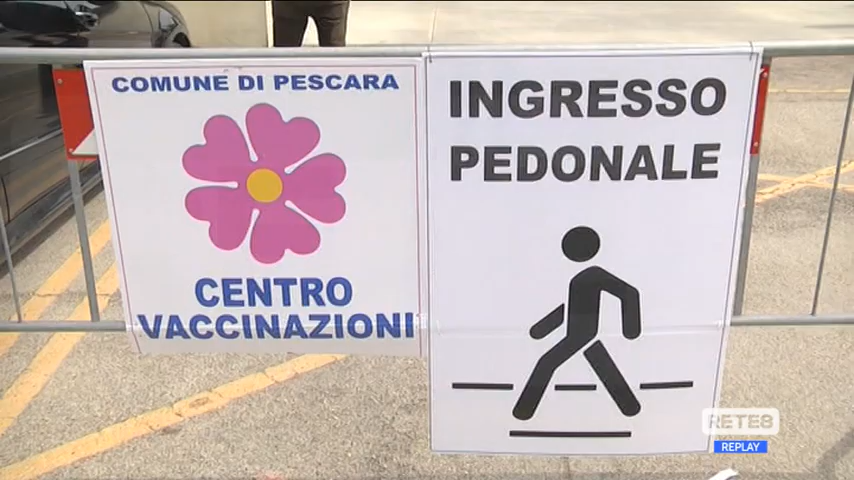 COMUNE DI PESCARA
CENTRO
VACCINAZIONI
INGRESSO
PEDONALE
RETE8
REPLAY